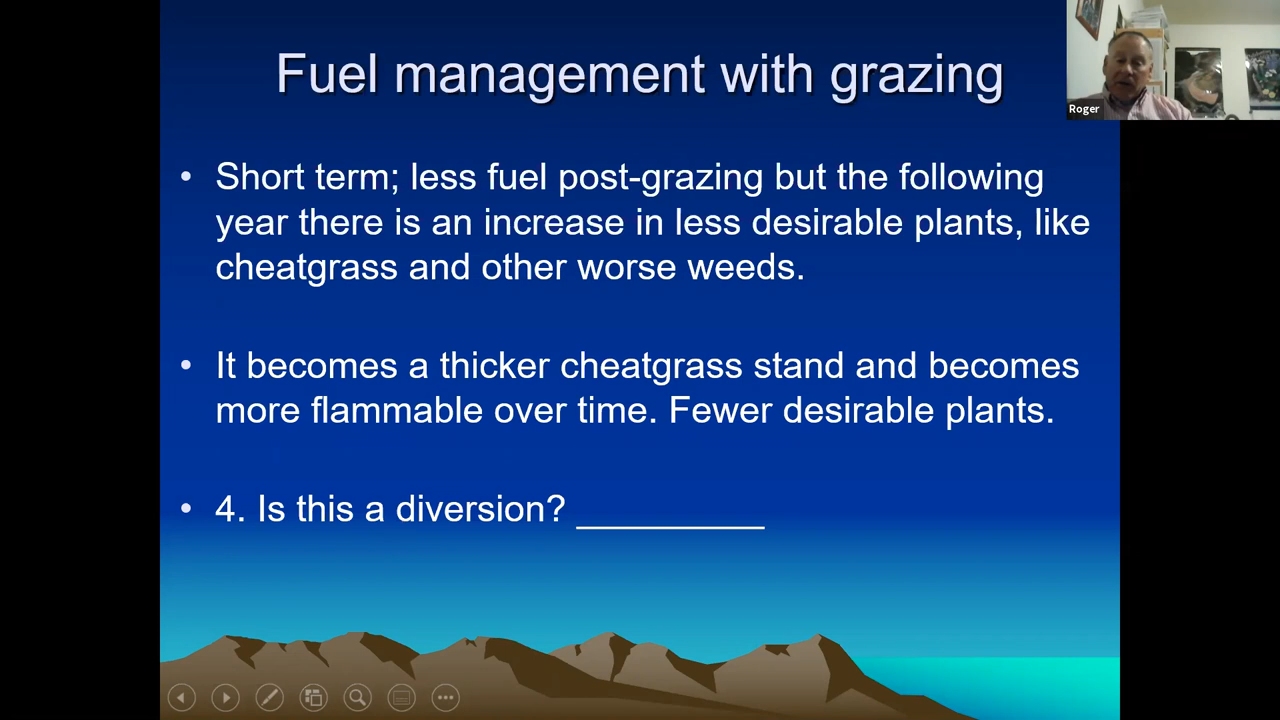 Fuel management with grazing
Roger
• Short term; less fuel post-grazing but the following
year there is an increase in less desirable plants, like
cheatgrass and other worse weeds.
• It becomes a thicker cheatgrass stand and becomes
more flammable over time. Fewer desirable plants.
• 4. Is this a diversion? _________